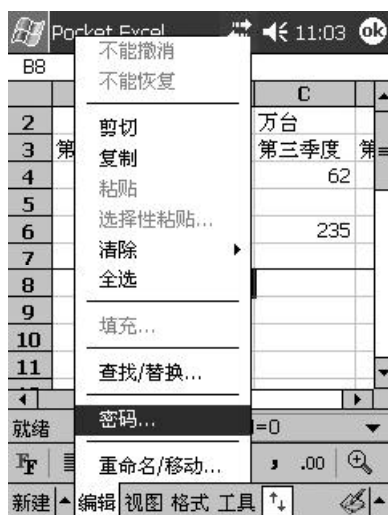 Pocket Excel 11:03 ok
不能撤消
B8
不能恢复
C
2 万台
剪切
3 第 第三季度 第
复制
4 62
粘贴
5
选择性粘贴...
6 235
清除
7
全选
8
9
填充...
10
11
查找/替换...
密码...
就绪 =0
重命名/移动...
, .00
新建 编辑 视图 格式 工具